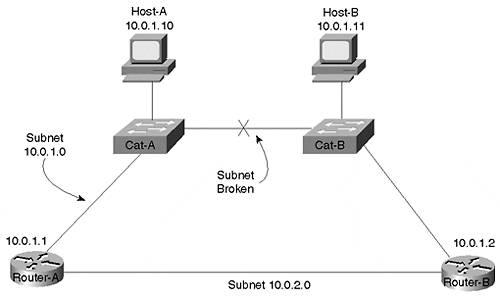 Host-A
10.0.1.10
Host-B
10.0.1.11
Subnet
10.0.1.0
Cat-A
Cat-B
Subnet
Broken
10.0.1.1
10.0.1.2
Router-A
Router-B
Subnet 10.0.2.0